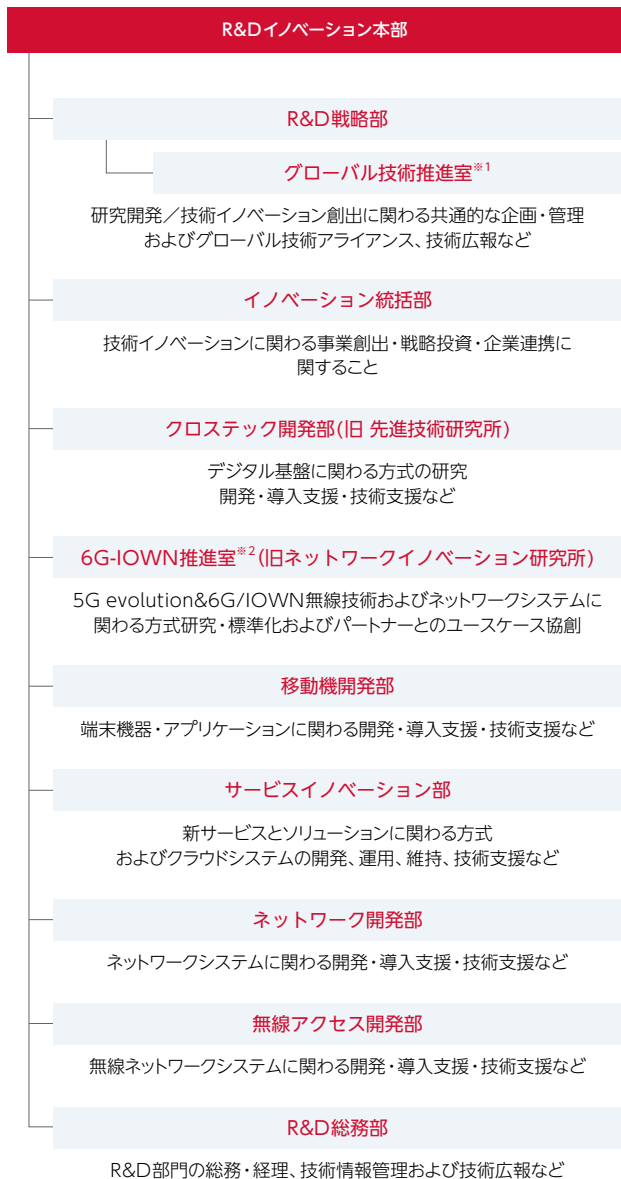 R&Dイノベーション本部
R&D戦略部
グローバル技術推進室※1
研究開発／技術イノベーション創出に関わる共通的な企画・管理
およびグローバル技術アライアンス、技術広報など
イノベーション統括部
技術イノベーションに関わる事業創出・戦略投資・企業連携に
関すること
クロステック開発部(旧 先進技術研究所)
デジタル基盤に関わる方式の研究
開発・導入支援・技術支援など
6G-IOWN推進室※2(旧ネットワークイノベーション研究所)
5G evolution&6G/IOWN無線技術およびネットワークシステムに
関わる方式研究・標準化およびパートナーとのユースケース協創
移動機開発部
端末機器・アプリケーションに関わる開発・導入支援・技術支援など
サービスイノベーション部
新サービスとソリューションに関わる方式
およびクラウドシステムの開発、運用、維持、技術支援など
ネットワーク開発部
ネットワークシステムに関わる開発・導入支援・技術支援など
無線アクセス開発部
無線ネットワークシステムに関わる開発・導入支援・技術支援など
R&D総務部
R&D部門の総務・経理、技術情報管理および技術広報など